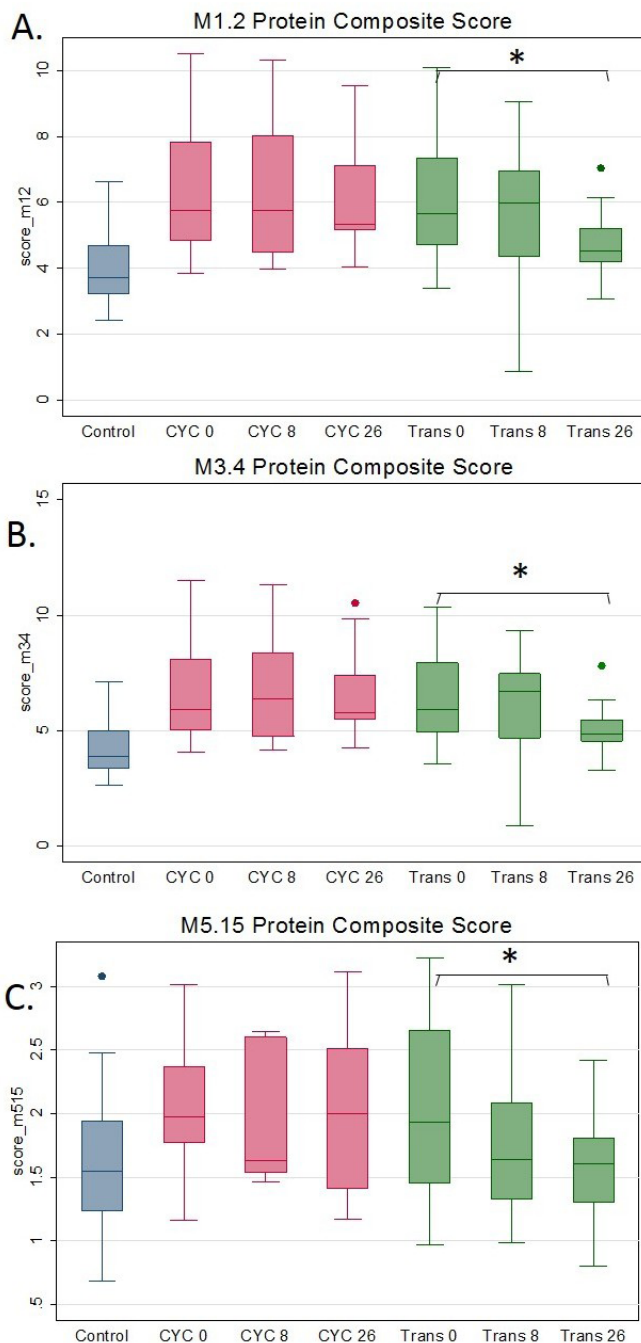 A.
M1.2 Protein Composite Score
*
score_m12
10
8
6
4
2
0
Control CYC 0 CYC 8 CYC 26 Trans 0 Trans 8 Trans 26
B.
M3.4 Protein Composite Score
*
score_m34
15
10
5
0
Control CYC 0 CYC 8 CYC 26 Trans 0 Trans 8 Trans 26
C.
M5.15 Protein Composite Score
*
score_m515
3
2.5
2
1.5
1
.5
Control CYC 0 CYC 8 CYC 26 Trans 0 Trans 8 Trans 26